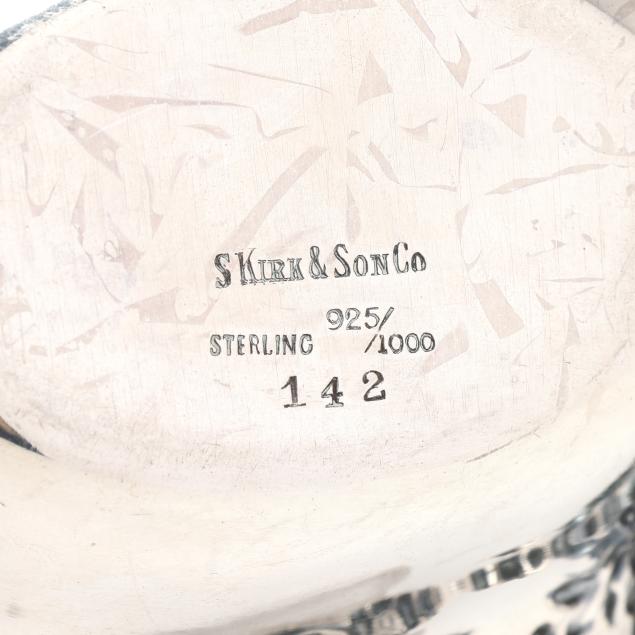 S KIRK & SON CO
STERLING 925/
/1000
142